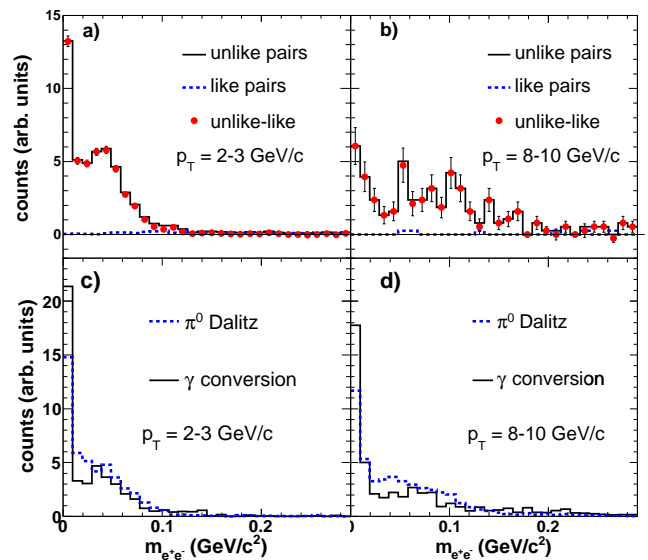 a)
unlike pairs
like pairs
unlike-like
p_T = 2-3 GeV/c
b)
unlike pairs
like pairs
unlike-like
p_T = 8-10 GeV/c
counts (arb. units)
15
10
5
0
c)
π⁰ Dalitz
γ conversion
p_T = 2-3 GeV/c
d)
π⁰ Dalitz
γ conversion
p_T = 8-10 GeV/c
counts (arb. units)
20
15
10
5
0
0 0.1 0.2 0 0.1 0.2
m_e⁺e⁻ (GeV/c²) m_e⁺e⁻ (GeV/c²)